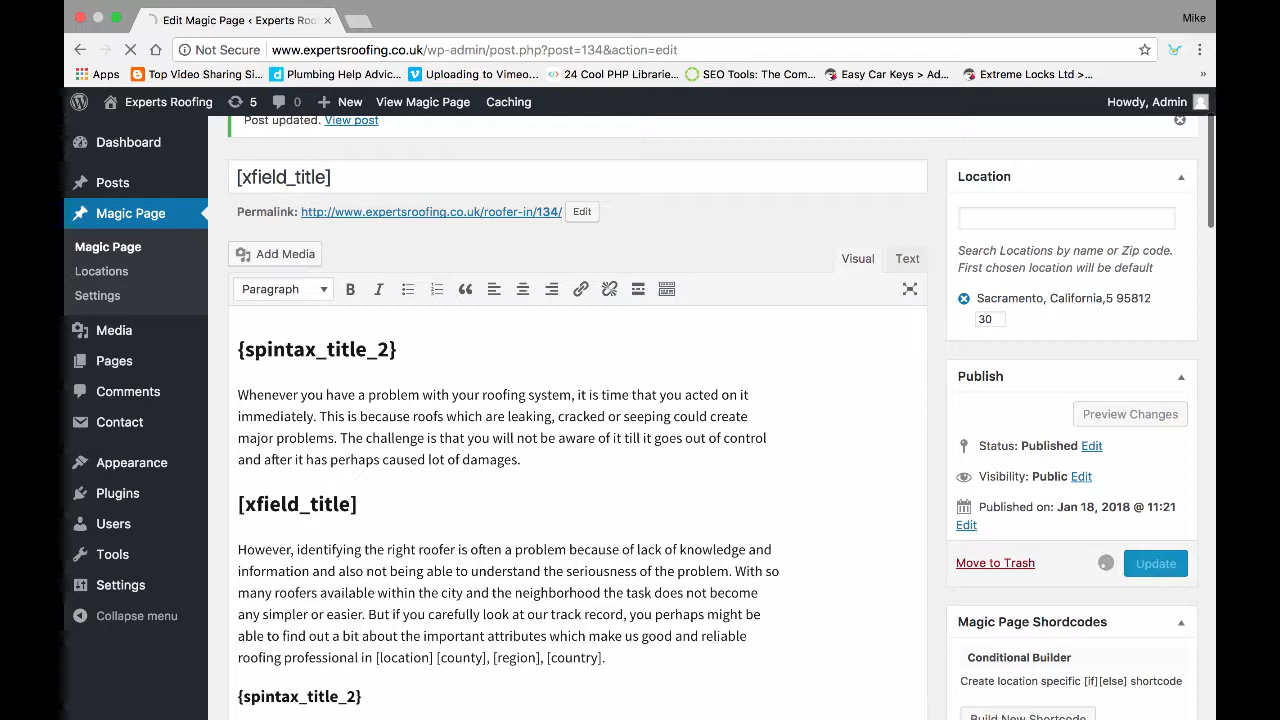 Edit Magic Page ‹ Experts Roo
Mike
Not Secure
www.expertsroofing.co.uk/wp-admin/post.php?post=134&action=edit
Apps
Top Video Sharing Si...
Plumbing Help Advic...
Uploading to Vimeo...
24 Cool PHP Librarie...
SEO Tools: The Com...
Easy Car Keys > Ad...
Extreme Locks Ltd >...
»
Experts Roofing
5
0
New
View Magic Page
Caching
Howdy, Admin
Dashboard
Posts
Magic Page
Magic Page
Locations
Settings
Media
Pages
Comments
Contact
Appearance
Plugins
Users
Tools
Settings
Collapse menu
Post updated. View post
[xfield_title]
Permalink: http://www.expertsroofing.co.uk/roofer-in/134/ Edit
Add Media
Visual
Text
Paragraph
B
I
{spintax_title_2}
Whenever you have a problem with your roofing system, it is time that you acted on it
immediately. This is because roofs which are leaking, cracked or seeping could create
major problems. The challenge is that you will not be aware of it till it goes out of control
and after it has perhaps caused lot of damages.
[xfield_title]
However, identifying the right roofer is often a problem because of lack of knowledge and
information and also not being able to understand the seriousness of the problem. With so
many roofers available within the city and the neighborhood the task does not become
any simpler or easier. But if you carefully look at our track record, you perhaps might be
able to find out a bit about the important attributes which make us good and reliable
roofing professional in [location] [county], [region], [country].
{spintax_title_2}
Location
Search Locations by name or Zip code.
First chosen location will be default
Sacramento, California,5 95812
30
Publish
Preview Changes
Status: Published Edit
Visibility: Public Edit
Published on: Jan 18, 2018 @ 11:21
Edit
Move to Trash
Update
Magic Page Shortcodes
Conditional Builder
Create location specific [if][else] shortcode
Build New Shortcode